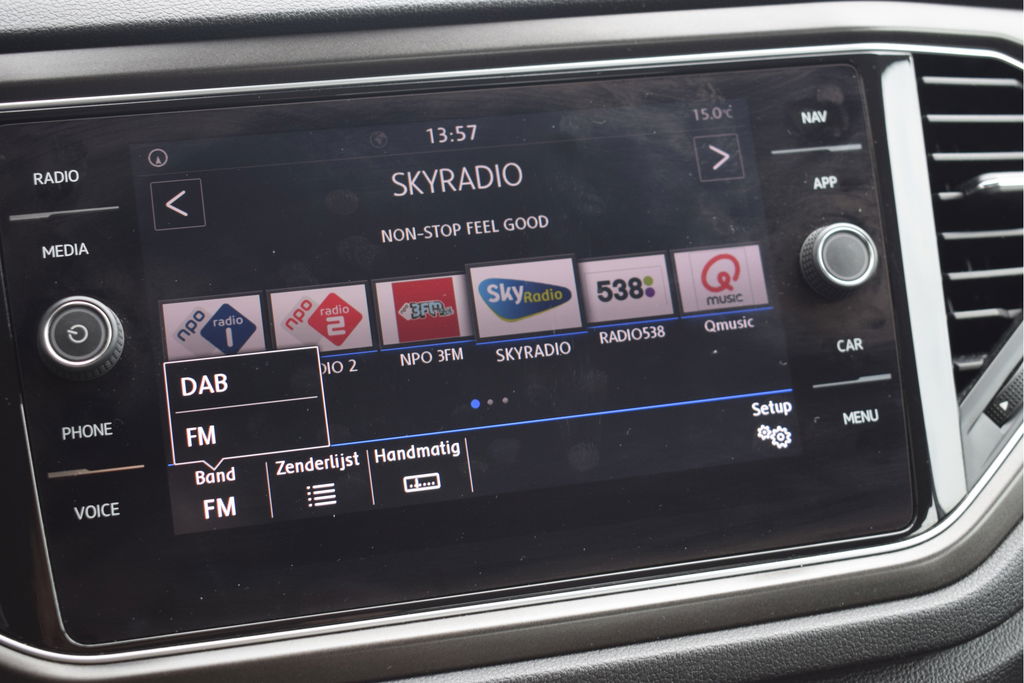 13:57
15.0°C
SKYRADIO
NON-STOP FEEL GOOD
RADIO
MEDIA
PHONE
VOICE
NAV
APP
CAR
MENU
npo radio 1
npo radio 2
3FM
Sky Radio
538
Q MUSIC
DIO 2
NPO 3FM
SKYRADIO
RADIO538
Qmusic
DAB
FM
Band
FM
Zenderlijst
Handmatig
Setup